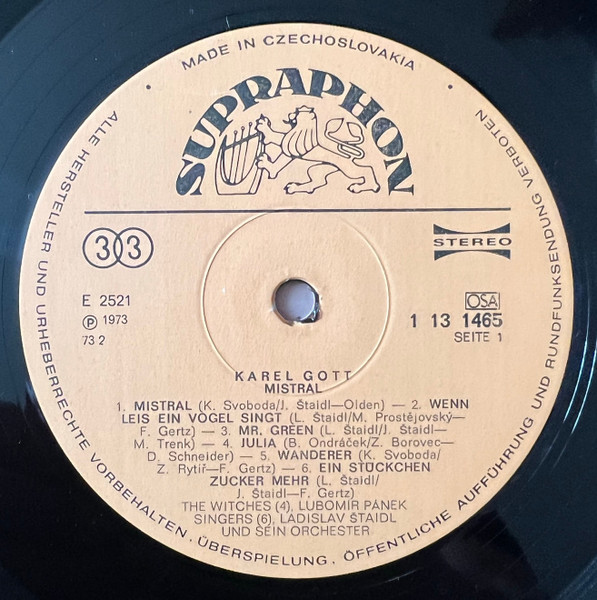 MADE IN CZECHOSLOVAKIA
SUPRAPHON
33
STEREO
E 2521
Ⓟ 1973
73 2
OSA
1 13 1465
SEITE 1
KAREL GOTT
MISTRAL
1. MISTRAL (K. Svoboda/J. Štaidl—Olden) — 2. WENN
LEIS EIN VOGEL SINGT (L. Štaidl/M. Prostějovský—
F. Gertz) — 3. MR. GREEN (L. Štaidl/J. Štaidl—
M. Trenk) — 4. JULIA (B. Ondráček/Z. Borovec—
D. Schneider) — 5. WANDERER (K. Svoboda/
Z. Rytíř—F. Gertz) — 6. EIN STÜCKCHEN
ZUCKER MEHR (L. Štaidl/
J. Štaidl—F. Gertz)
THE WITCHES (4), LUBOMÍR PÁNEK
SINGERS (6), LADISLAV ŠTAIDL
UND SEIN ORCHESTER
ALLE HERSTELLER UND URHEBERRECHTE VORBEHALTEN. ÜBERSPIELUNG, ÖFFENTLICHE AUFFÜHRUNG UND RUNDFUNKSENDUNG VERBOTEN